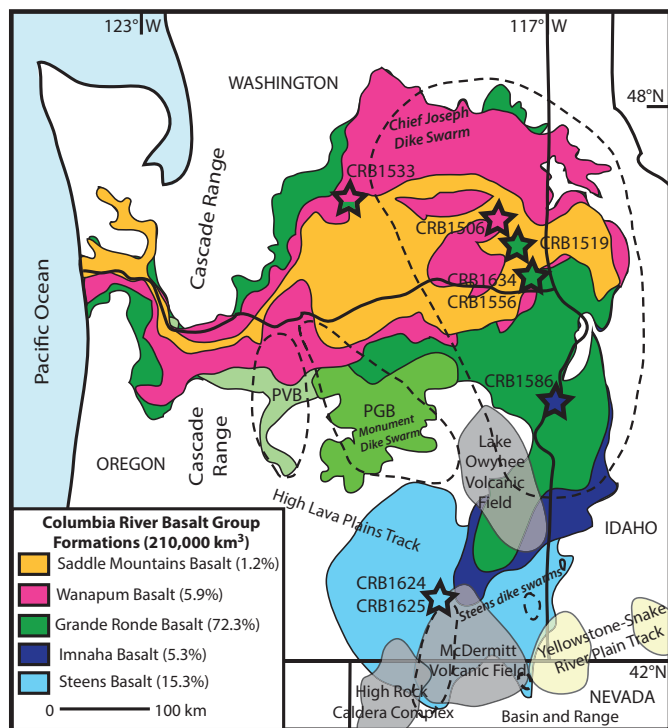 123°W
117°W
WASHINGTON
48°N
Chief Joseph
Dike Swarm
CRB1533
Cascade Range
CRB1506
CRB1519
CRB1634
CRB1556
Pacific Ocean
CRB1586
PVB
PGB
Monument
Dike Swarm
Cascade
Range
OREGON
Lake
Owyhee
Volcanic
Field
High Lava Plains Track
IDAHO
Columbia River Basalt Group
Formations (210,000 km³)
Saddle Mountains Basalt (1.2%)
Wanapum Basalt (5.9%)
Grande Ronde Basalt (72.3%)
Imnaha Basalt (5.3%)
Steens Basalt (15.3%)
0 100 km
CRB1624
CRB1625
Steens dike swarms
McDermitt
Volcanic Field
Yellowstone-Snake
River Plain Track
42°N
High Rock
Caldera Complex
NEVADA
Basin and Range